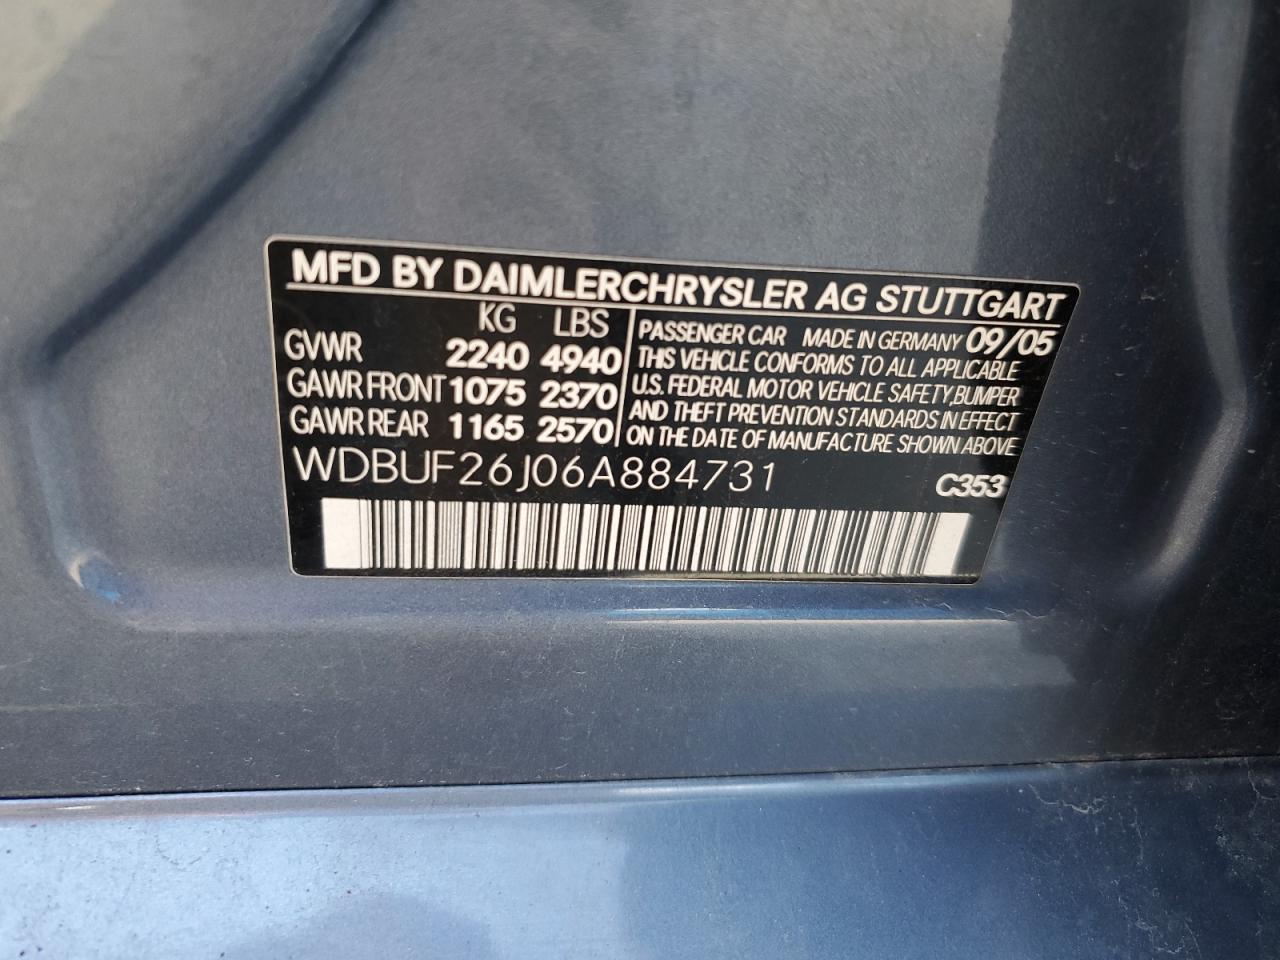 MFD BY DAIMLERCHRYSLER AG STUTTGART
KG LBS
GVWR 2240 4940
GAWR FRONT 1075 2370
GAWR REAR 1165 2570
PASSENGER CAR MADE IN GERMANY 09/05
THIS VEHICLE CONFORMS TO ALL APPLICABLE
U.S. FEDERAL MOTOR VEHICLE SAFETY,BUMPER
AND THEFT PREVENTION STANDARDS IN EFFECT
ON THE DATE OF MANUFACTURE SHOWN ABOVE
WDBUF26J06A884731 C353